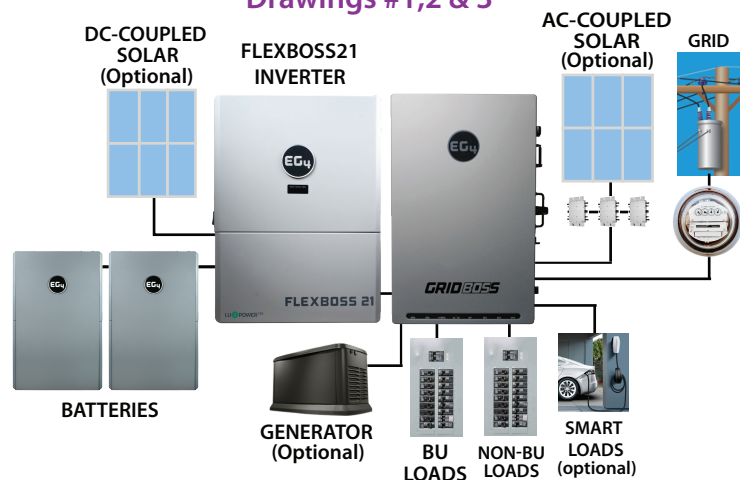 Drawings #1,2 & 3
DC-COUPLED
SOLAR
(Optional)
FLEXBOSS21
INVERTER
AC-COUPLED
SOLAR
(Optional)
GRID
EG4
EG4
EG4
EG4
FLEXBOSS 21
LUXPOWER
GRIDBOSS
BATTERIES
GENERATOR
(Optional)
BU
LOADS
NON-BU
LOADS
SMART
LOADS
(optional)